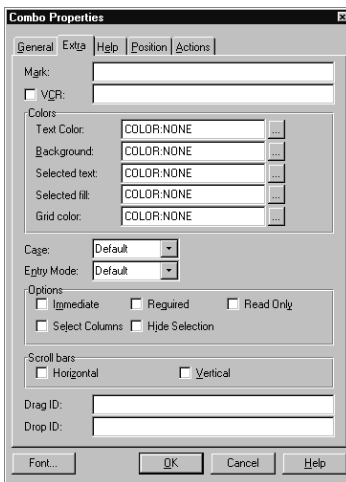 Combo Properties
General Extra Help Position Actions
Mark:
VCR:
Colors
Text Color: COLOR:NONE ...
Background: COLOR:NONE ...
Selected text: COLOR:NONE ...
Selected fill: COLOR:NONE ...
Grid color: COLOR:NONE ...
Case: Default
Entry Mode: Default
Options
Immediate Required Read Only
Select Columns Hide Selection
Scroll bars
Horizontal Vertical
Drag ID:
Drop ID:
Font... OK Cancel Help